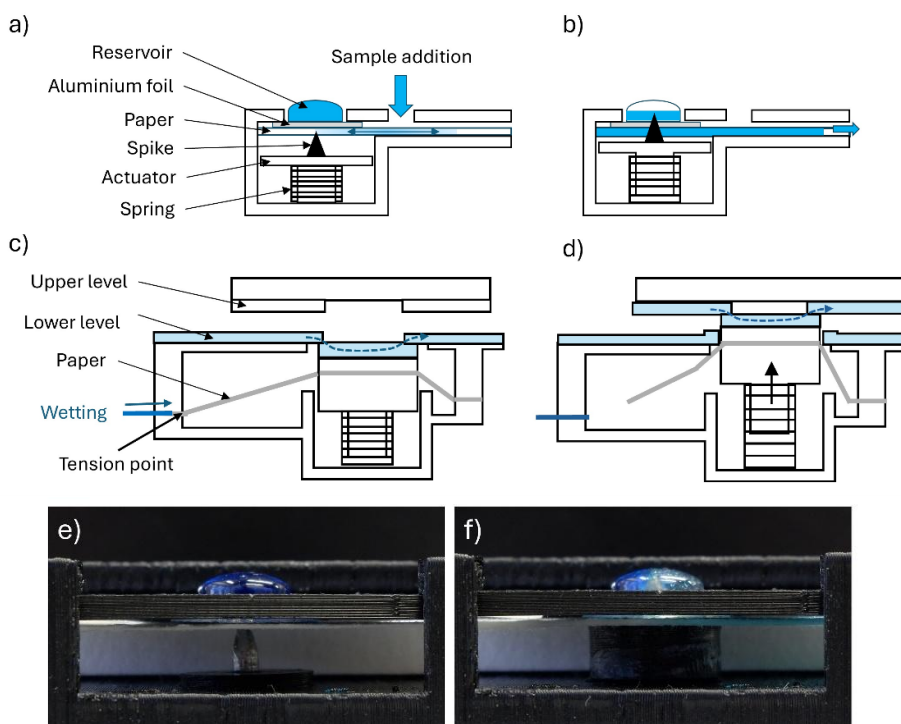 a)
b)
Reservoir
Sample addition
Aluminium foil
Paper
Spike
Actuator
Spring
c)
d)
Upper level
Lower level
Paper
Wetting
Tension point
e)
f)